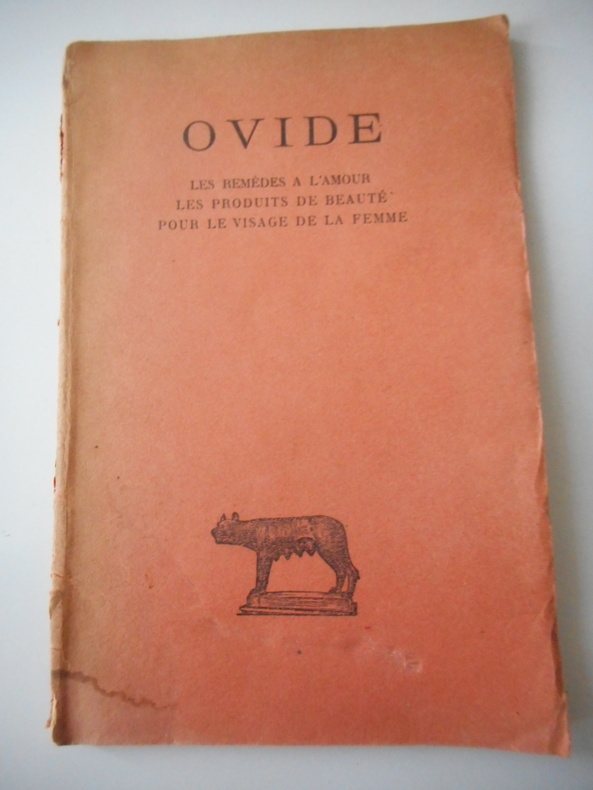 OVIDE
LES REMÈDES A L'AMOUR
LES PRODUITS DE BEAUTÉ
POUR LE VISAGE DE LA FEMME